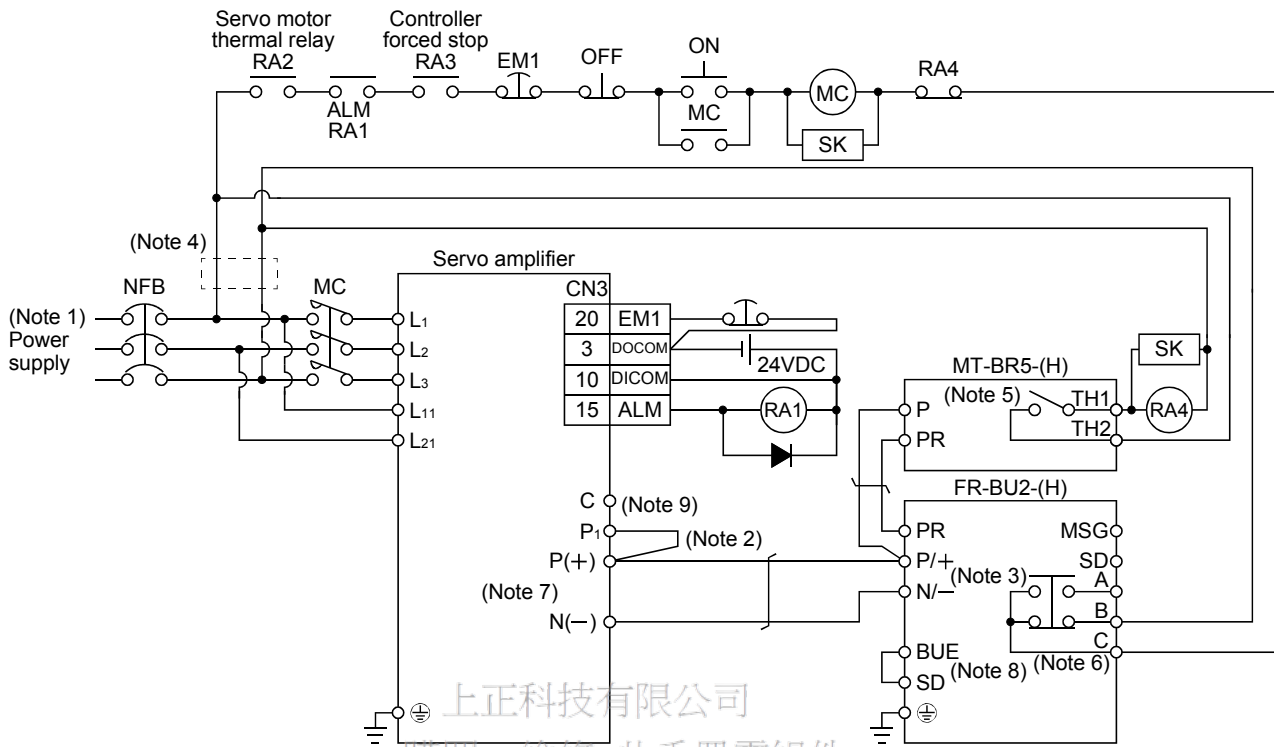 Servo motor
thermal relay
RA2
Controller
forced stop
RA3
EM1
OFF
ON
MC
MC
SK
RA4
ALM
RA1
(Note 4)
Servo amplifier
NFB
MC
(Note 1)
Power
supply
L1
L2
L3
L11
L21
CN3
20 EM1
3 DOCOM
10 DICOM
15 ALM
24VDC
RA1
C (Note 9)
P1
(Note 2)
P(+)
(Note 7)
N(−)
MT-BR5-(H)
(Note 5)
P
PR
TH1
TH2
SK
RA4
FR-BU2-(H)
PR
P/+
N/−
BUE
SD
MSG
SD
(Note 3)
A
B
C
(Note 8)
(Note 6)
上正科技有限公司